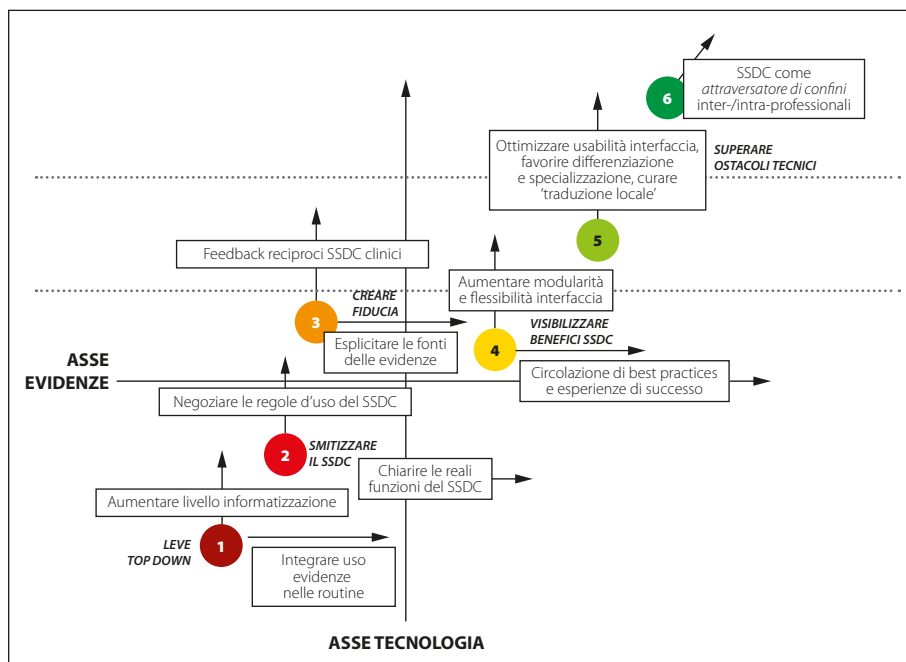 6
SSDC come
attraversatore di confini
inter-/intra-professionali
Ottimizzare usabilità interfaccia,
favorire differenziazione
e specializzazione, curare
‘traduzione locale’
SUPERARE
OSTACOLI TECNICI
5
Feedback reciproci SSDC clinici
Aumentare modularità
e flessibilità interfaccia
3
CREARE
FIDUCIA
Esplicitare le fonti
delle evidenze
4
VISIBILIZZARE
BENEFICI SSDC
ASSE
EVIDENZE
Circolazione di best practices
e esperienze di successo
Negoziare le regole d’uso del SSDC
2
SMITIZZARE
IL SSDC
Chiarire le reali
funzioni del SSDC
Aumentare livello informatizzazione
1
LEVE
TOP DOWN
Integrare uso
evidenze
nelle routine
ASSE TECNOLOGIA